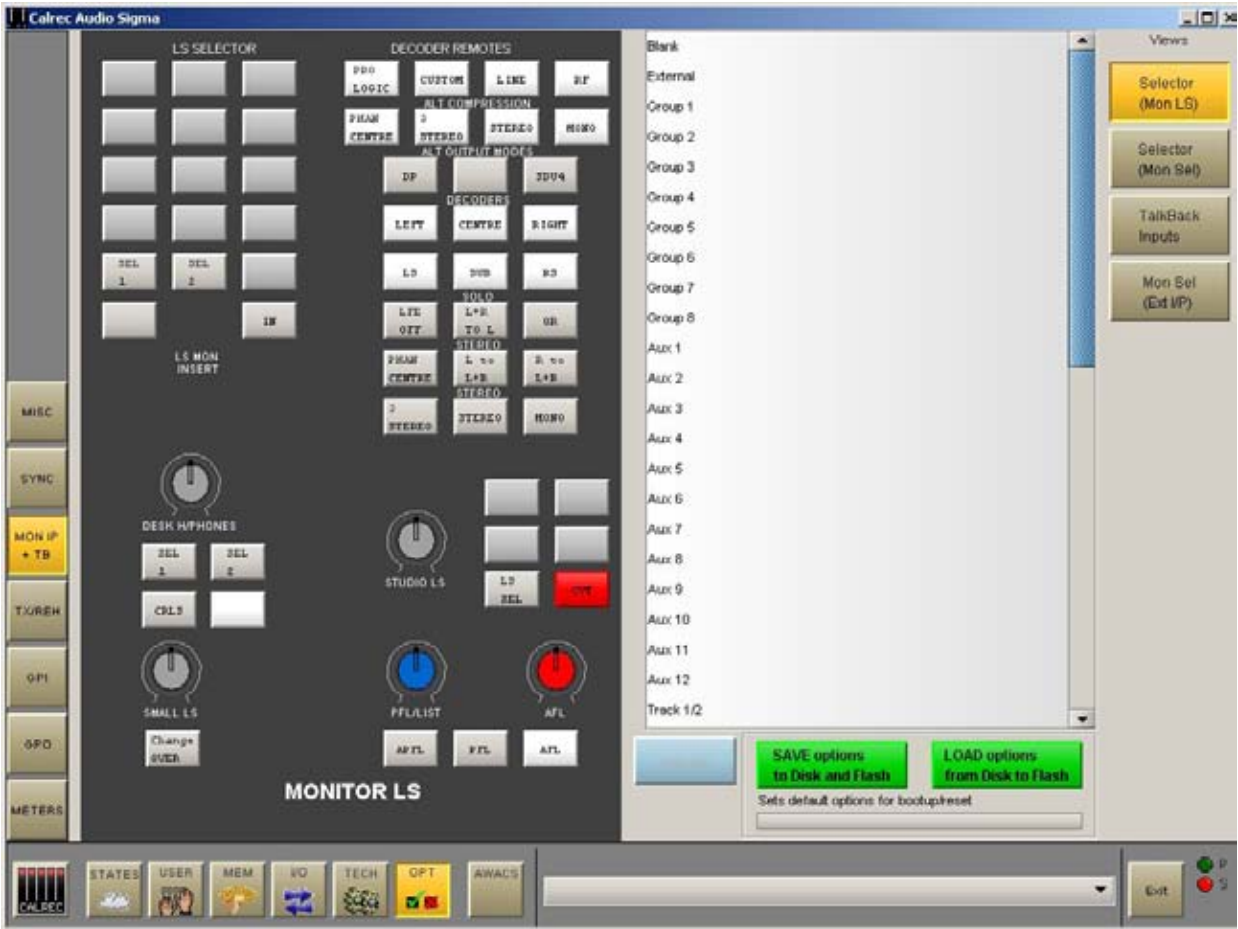 Calrec Audio Sigma
LS SELECTOR
DECODER REMOTES
PRO LOGIC
CUSTOM
LINE
RF
ALT COMPRESSION
PHAN CENTRE
3 STEREO
STEREO
MONO
ALT OUTPUT MODES
DP
3DU4
DECODERS
LEFT
CENTRE
RIGHT
LS
SUB
RS
SOLO
SEL 1
SEL 2
IN
LS MON INSERT
LFE OFF
L+R TO L
OR
STEREO
PHAN CENTRE
L to L+R
R to L+R
STEREO
3 STEREO
STEREO
MONO
DESK H/PHONES
SEL 1
SEL 2
CRLS
STUDIO LS
LS SEL
CUT
SMALL LS
PFL/LIST
AFL
Change OVER
APFL
PFL
AFL
MONITOR LS
MISC
SYNC
MON IP + TB
TX/REH
GPI
GPO
METERS
Blank
External
Group 1
Group 2
Group 3
Group 4
Group 5
Group 6
Group 7
Group 8
Aux 1
Aux 2
Aux 3
Aux 4
Aux 5
Aux 6
Aux 7
Aux 8
Aux 9
Aux 10
Aux 11
Aux 12
Track 1/2
SAVE options
to Disk and Flash
LOAD options
from Disk to Flash
Sets default options for bootup/reset
Views
Selector
(Mon LS)
Selector
(Mon Sel)
TalkBack
Inputs
Mon Sel
(Ext I/P)
CALREC
STATES
USER
MEM
I/O
TECH
OPT
AWACS
Exit
P
S